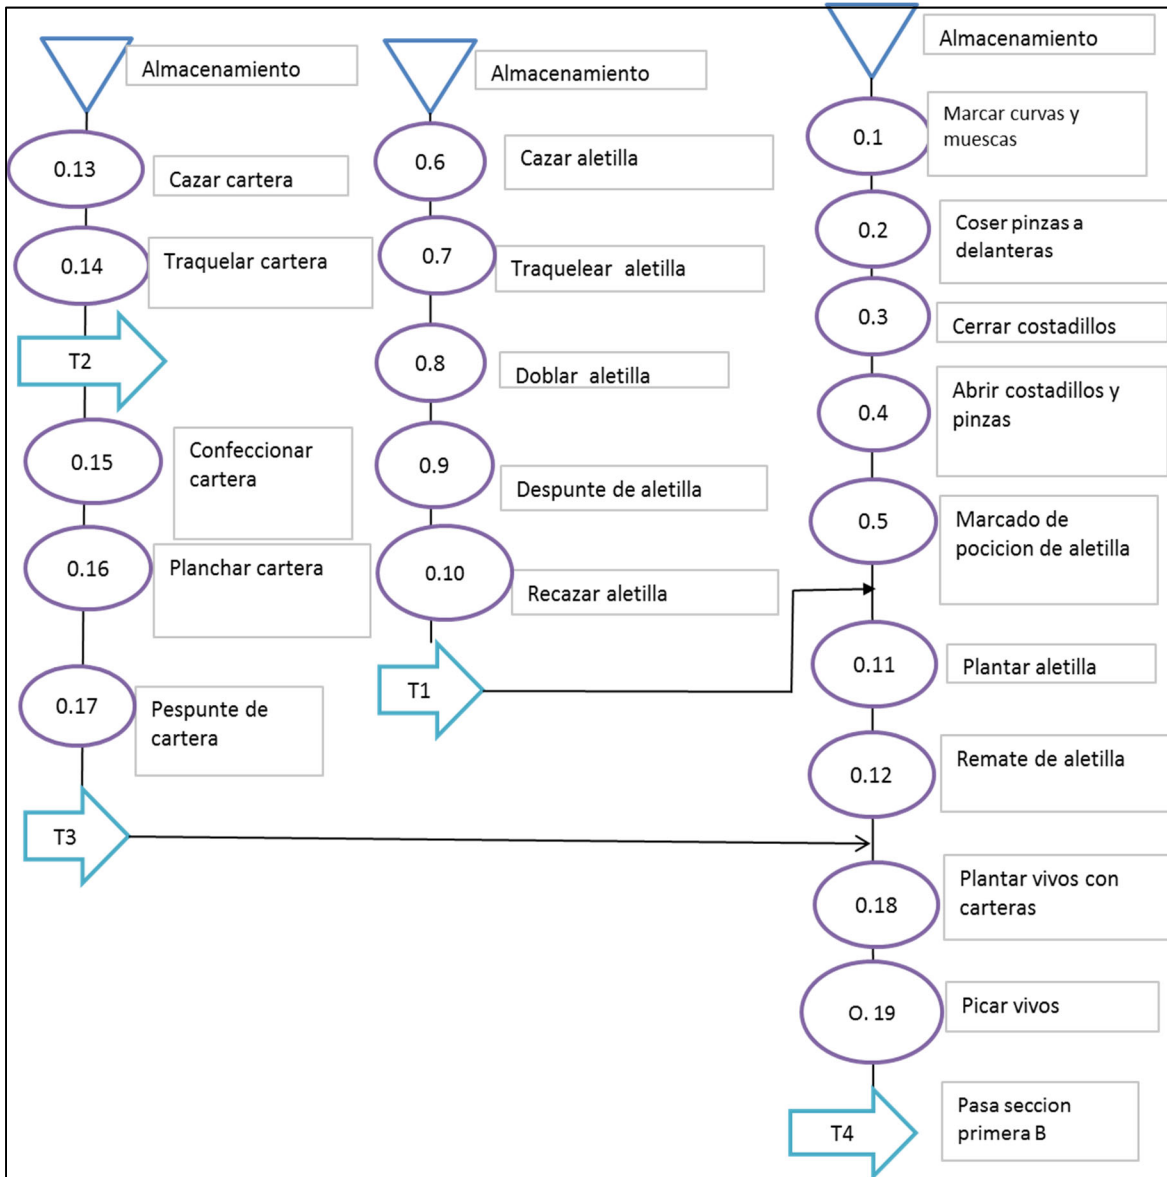 Almacenamiento
0.13
Cazar cartera
0.14
Traquelar cartera
T2
0.15
Confeccionar
cartera
0.16
Planchar cartera
0.17
Pespunte de
cartera
T3
Almacenamiento
0.6
Cazar aletilla
0.7
Traquelear aletilla
0.8
Doblar aletilla
0.9
Despunte de aletilla
0.10
Recazar aletilla
T1
Almacenamiento
0.1
Marcar curvas y
muescas
0.2
Coser pinzas a
delanteras
0.3
Cerrar costadillos
0.4
Abrir costadillos y
pinzas
0.5
Marcado de
pocicion de aletilla
0.11
Plantar aletilla
0.12
Remate de aletilla
0.18
Plantar vivos con
carteras
O. 19
Picar vivos
T4
Pasa seccion
primera B